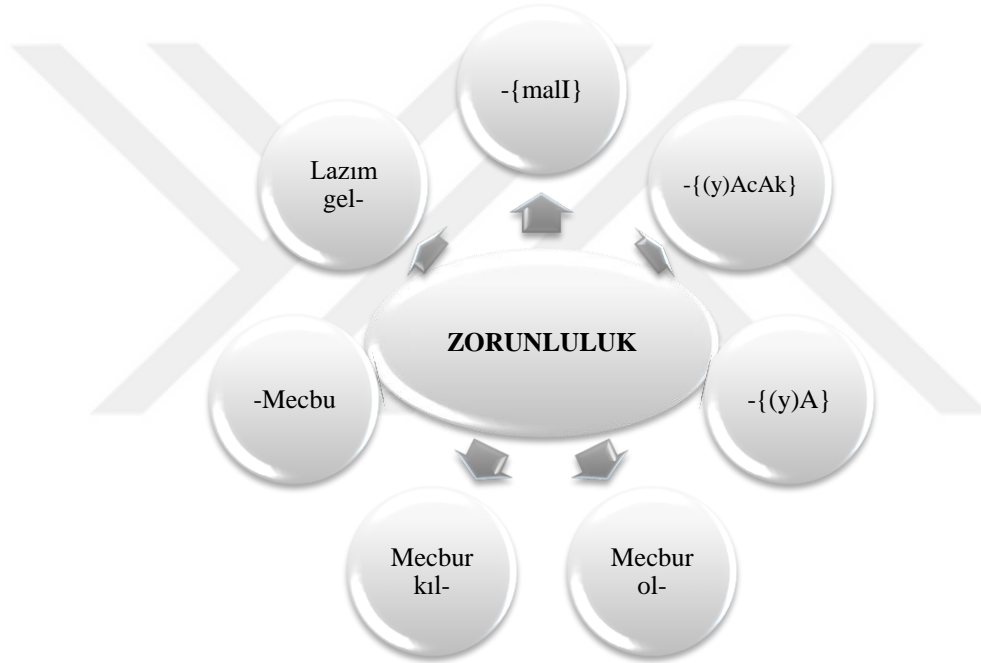 -{malI}
Lazım
gel-
-{(y)AcAk}
ZORUNLULUK
-Mecbu
-{(y)A}
Mecbur
kıl-
Mecbur
ol-